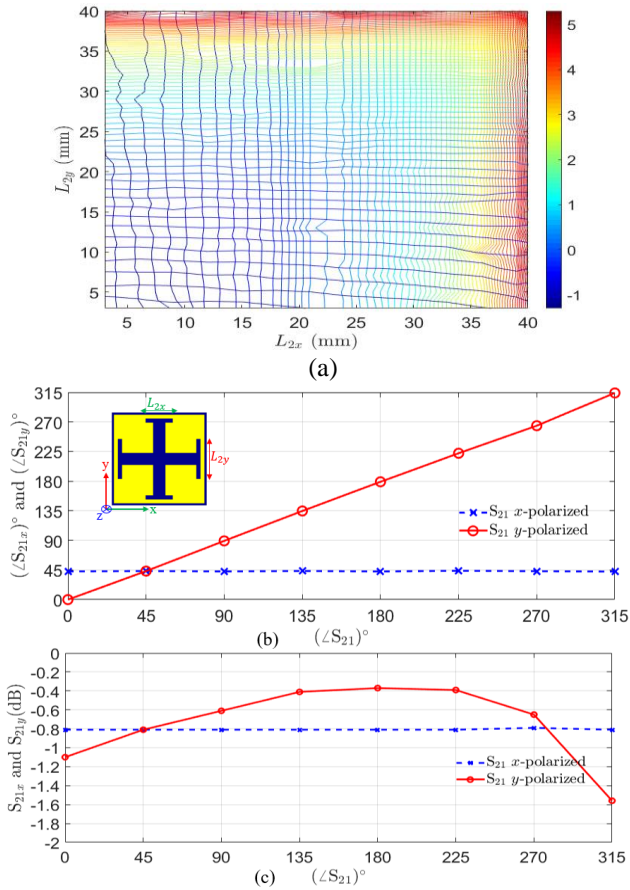 40
35
30
25
20
15
10
5
L2y (mm)
5 10 15 20 25 30 35 40
L2x (mm)
5
4
3
2
1
0
-1
(a)
315
270
225
180
135
90
45
0
(∠S21x)° and (∠S21y)°
L2x
L2y
y
z
x
S21 x-polarized
S21 y-polarized
0 45 90 135 180 225 270 315
(b)
(∠S21)°
0
-0.2
-0.4
-0.6
-0.8
-1
-1.2
-1.4
-1.6
-1.8
-2
S21x and S21y(dB)
S21 x-polarized
S21 y-polarized
0 45 90 135 180 225 270 315
(c)
(∠S21)°